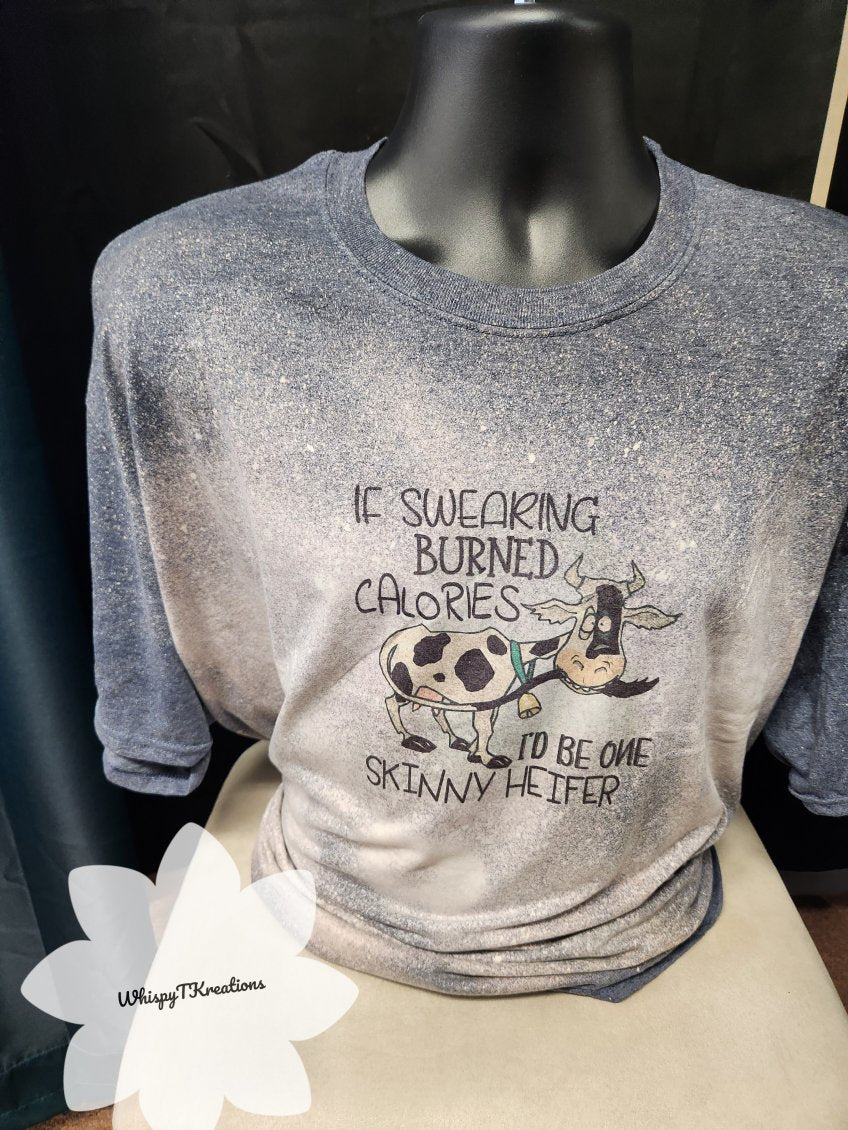 IF SWEARING
BURNED
CALORIES
I'D BE ONE
SKINNY HEIFER
WhispyTKreations